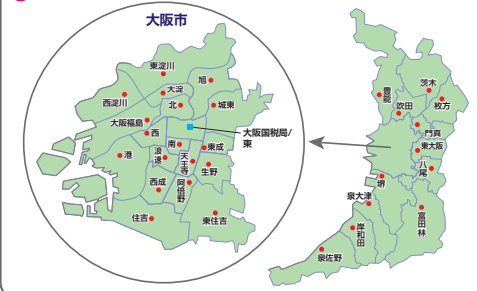 大阪市
東淀川
旭
西淀川
大淀
北
城東
大阪福島
西
大阪国税局/
東
港
浪速
南
天王寺
東成
生野
西成
阿倍野
住吉
東住吉
豊能
茨木
吹田
枚方
門真
東大阪
八尾
堺
泉大津
岸和田
富田林
泉佐野